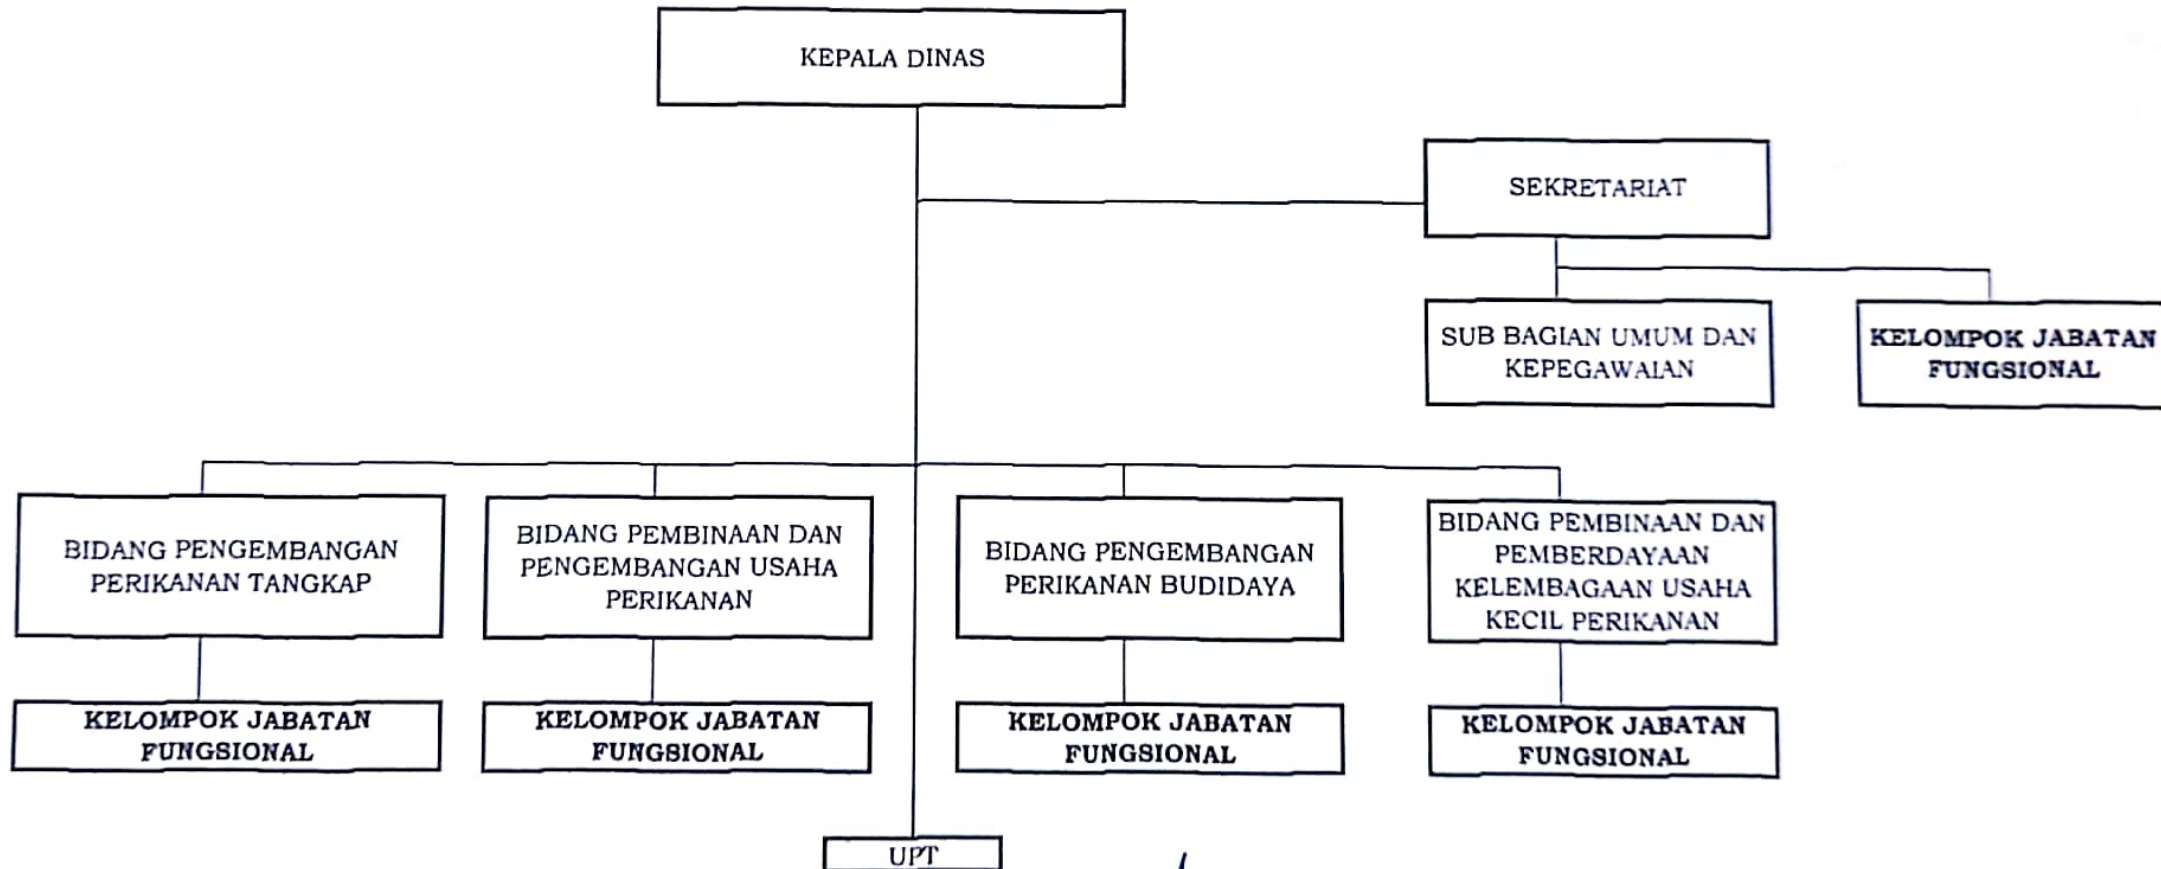 KEPALA DINAS
SEKRETARIAT
SUB BAGIAN UMUM DAN
KEPEGAWAIAN
KELOMPOK JABATAN
FUNGSIONAL
BIDANG PENGEMBANGAN
PERIKANAN TANGKAP
BIDANG PEMBINAAN DAN
PENGEMBANGAN USAHA
PERIKANAN
BIDANG PENGEMBANGAN
PERIKANAN BUDIDAYA
BIDANG PEMBINAAN DAN
PEMBERDAYAAN
KELEMBAGAAN USAHA
KECIL PERIKANAN
KELOMPOK JABATAN
FUNGSIONAL
KELOMPOK JABATAN
FUNGSIONAL
KELOMPOK JABATAN
FUNGSIONAL
KELOMPOK JABATAN
FUNGSIONAL
UPT